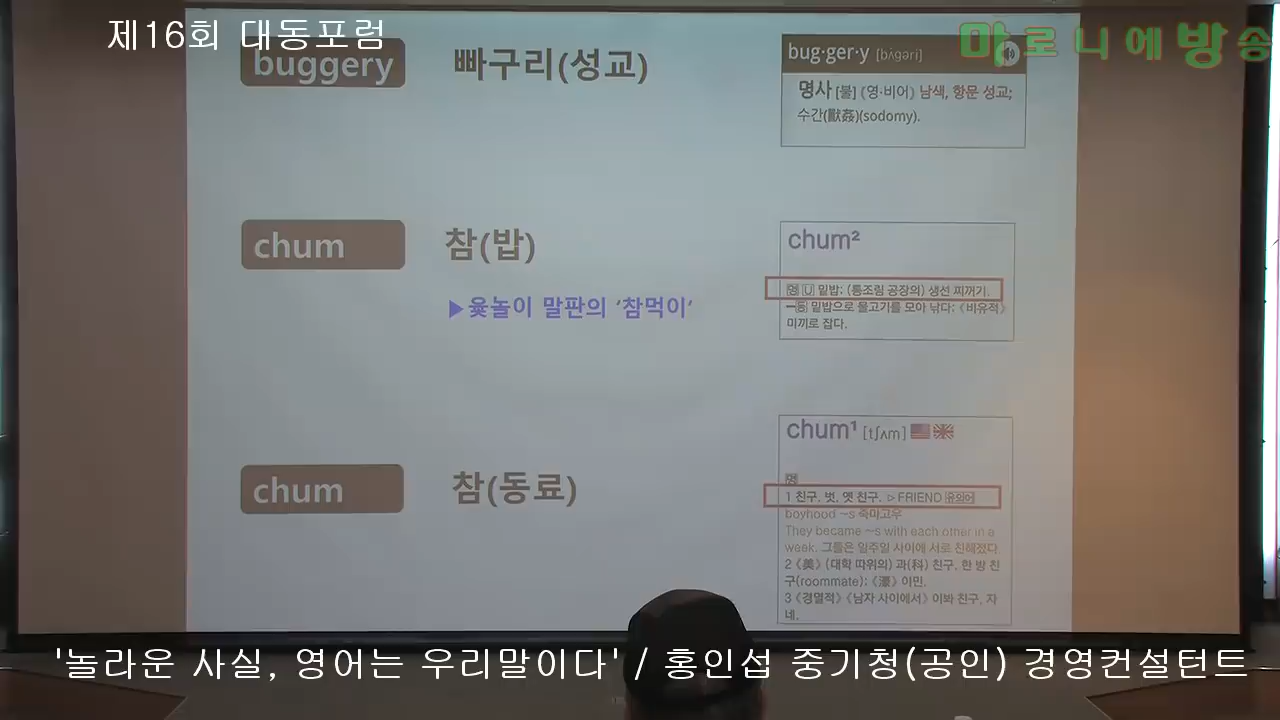 제16회 대동포럼
마로니에방송
buggery
빠구리(성교)
bug·ger·y [bʌ́gəri]
명사 [불] 《영·비어》 남색, 항문 성교;
수간(獸姦)(sodomy).
chum
참(밥)
▶윷놀이 말판의 '참먹이'
chum²
명 U 밑밥; (통조림 공장의) 생선 찌꺼기.
━동 밑밥으로 물고기를 모아 낚다; 《비유적》
미끼로 잡다.
chum
참(동료)
chum¹ [tʃʌm]
명
1 친구, 벗, 옛 친구. ▷ FRIEND 유의어
boyhood ~s 죽마고우
They became ~s with each other in a
week. 그들은 일주일 사이에 서로 친해졌다
2 《美》 (대학 따위의) 과(科) 친구, 한 방 친
구(roommate); 《濠》 이민.
3 《경멸적》 《남자 사이에서》 이봐 친구, 자
네.
'놀라운 사실, 영어는 우리말이다' / 홍인섭 중기청(공인) 경영컨설턴트